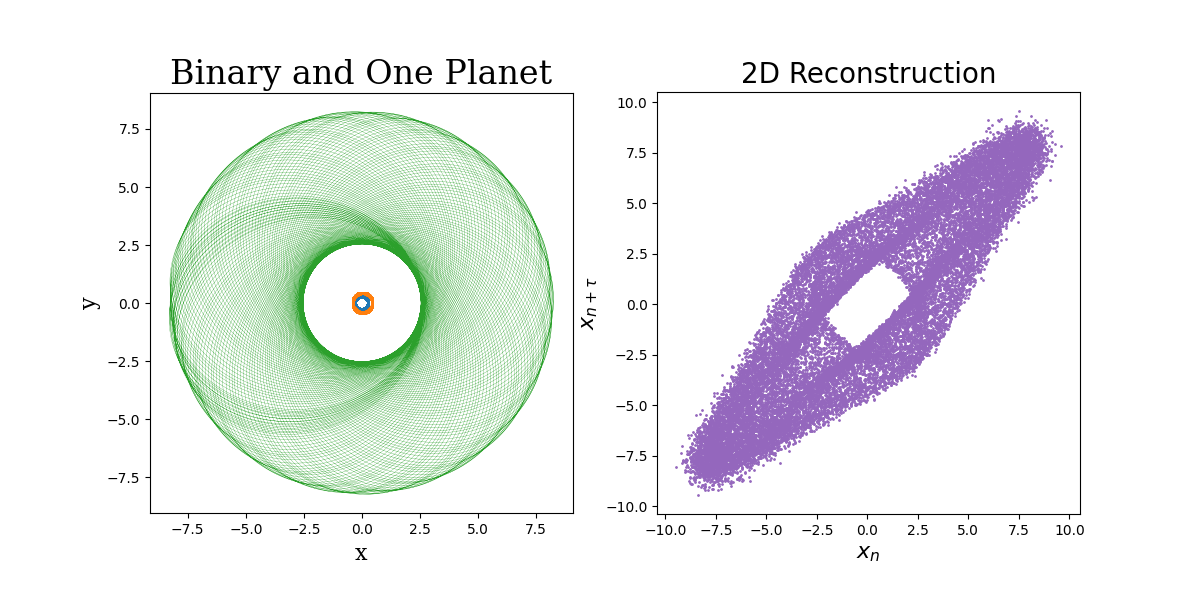 Binary and One Planet
7.5
5.0
2.5
0.0
−2.5
−5.0
−7.5
y
−7.5 −5.0 −2.5 0.0 2.5 5.0 7.5
x
2D Reconstruction
10.0
7.5
5.0
2.5
0.0
−2.5
−5.0
−7.5
−10.0
xn + τ
−10.0 −7.5 −5.0 −2.5 0.0 2.5 5.0 7.5 10.0
xn